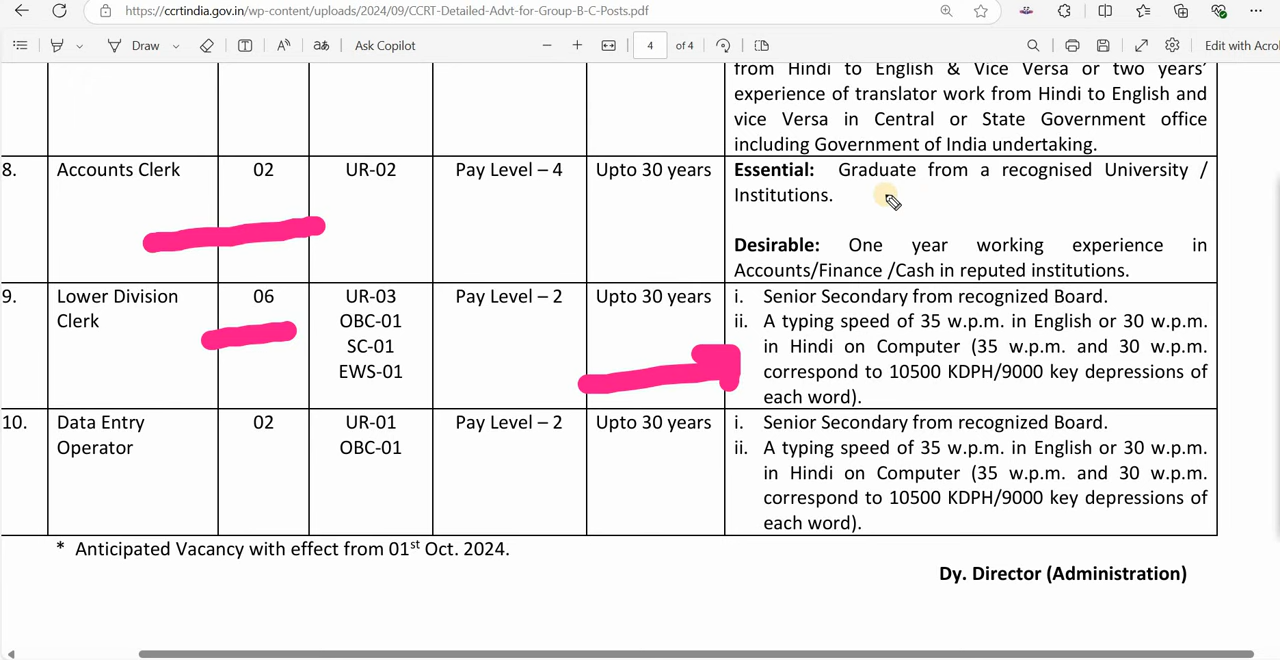 https://ccrtindia.gov.in/wp-content/uploads/2024/09/CCRT-Detailed-Advt-for-Group-B-C-Posts.pdf
Draw
aあ
Ask Copilot
4 of 4
Edit with Acro
from Hindi to English & Vice Versa or two years'
experience of translator work from Hindi to English and
vice Versa in Central or State Government office
including Government of India undertaking.
8. Accounts Clerk 02 UR-02 Pay Level – 4 Upto 30 years Essential: Graduate from a recognised University /
Institutions.
Desirable: One year working experience in
Accounts/Finance /Cash in reputed institutions.
9. Lower Division 06 UR-03 Pay Level – 2 Upto 30 years i. Senior Secondary from recognized Board.
Clerk OBC-01 ii. A typing speed of 35 w.p.m. in English or 30 w.p.m.
SC-01 in Hindi on Computer (35 w.p.m. and 30 w.p.m.
EWS-01 correspond to 10500 KDPH/9000 key depressions of
each word).
10. Data Entry 02 UR-01 Pay Level – 2 Upto 30 years i. Senior Secondary from recognized Board.
Operator OBC-01 ii. A typing speed of 35 w.p.m. in English or 30 w.p.m.
in Hindi on Computer (35 w.p.m. and 30 w.p.m.
correspond to 10500 KDPH/9000 key depressions of
each word).
* Anticipated Vacancy with effect from 01st Oct. 2024.
Dy. Director (Administration)